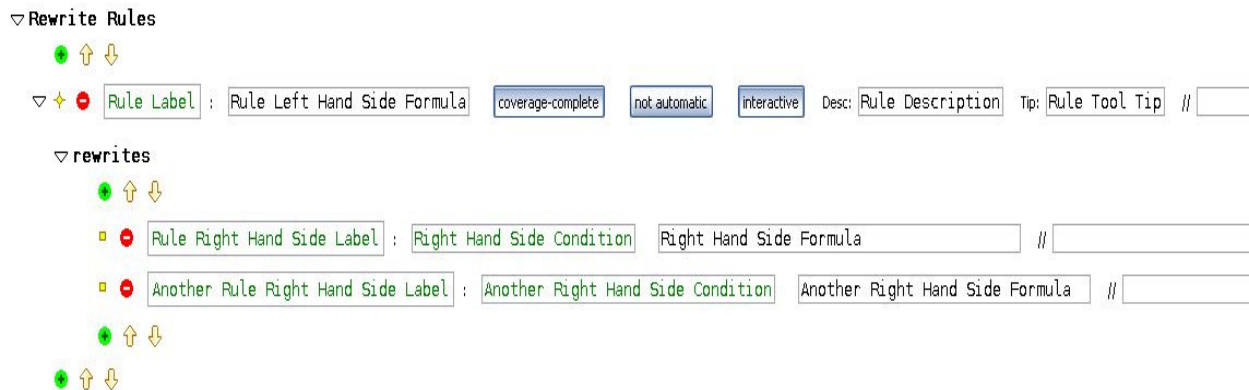 Rewrite Rules
Rule Label : Rule Left Hand Side Formula coverage-complete not automatic interactive Desc: Rule Description Tip: Rule Tool Tip //
rewrites
Rule Right Hand Side Label : Right Hand Side Condition Right Hand Side Formula //
Another Rule Right Hand Side Label : Another Right Hand Side Condition Another Right Hand Side Formula //